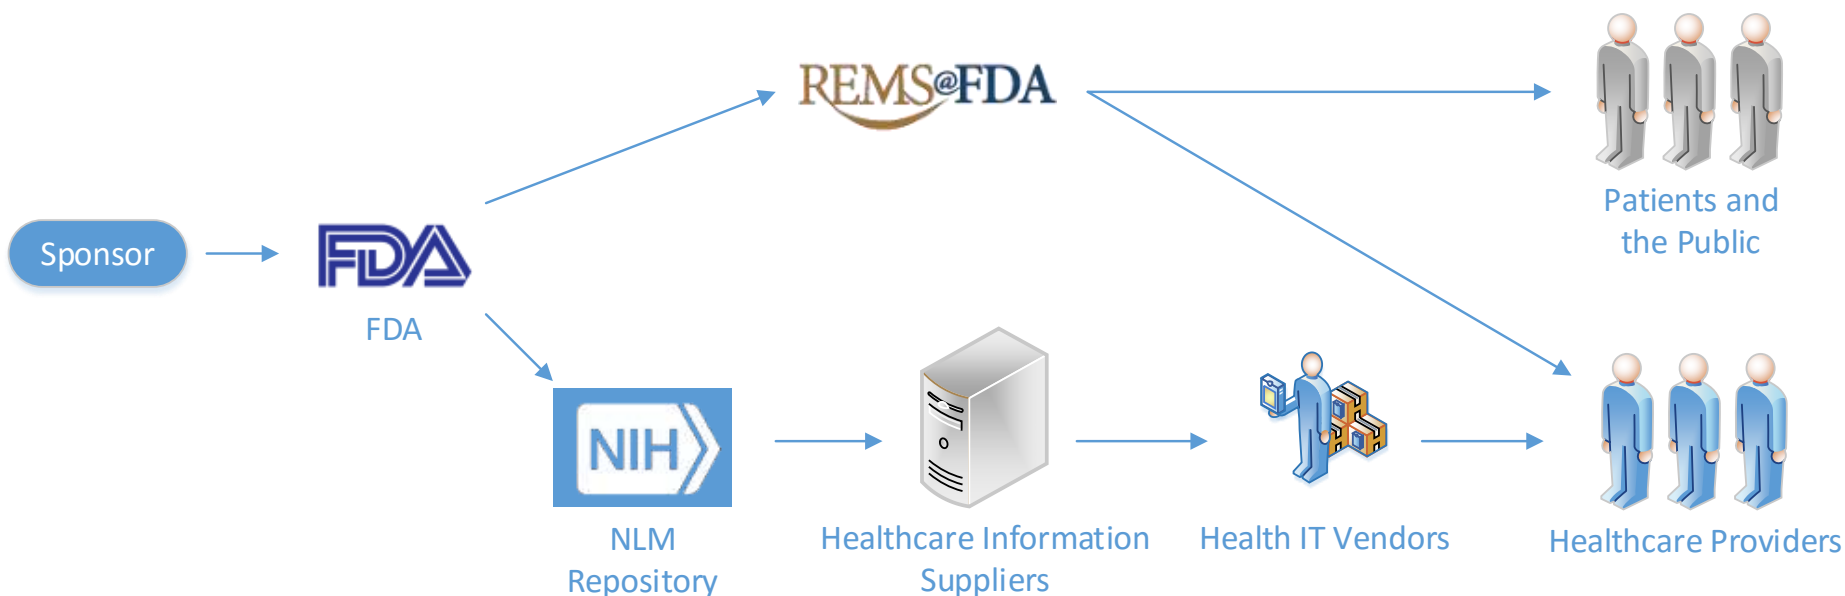 REMS@FDA
Patients and
the Public
Sponsor
FDA
FDA
NIH
NLM
Repository
Healthcare Information
Suppliers
Health IT Vendors
Healthcare Providers